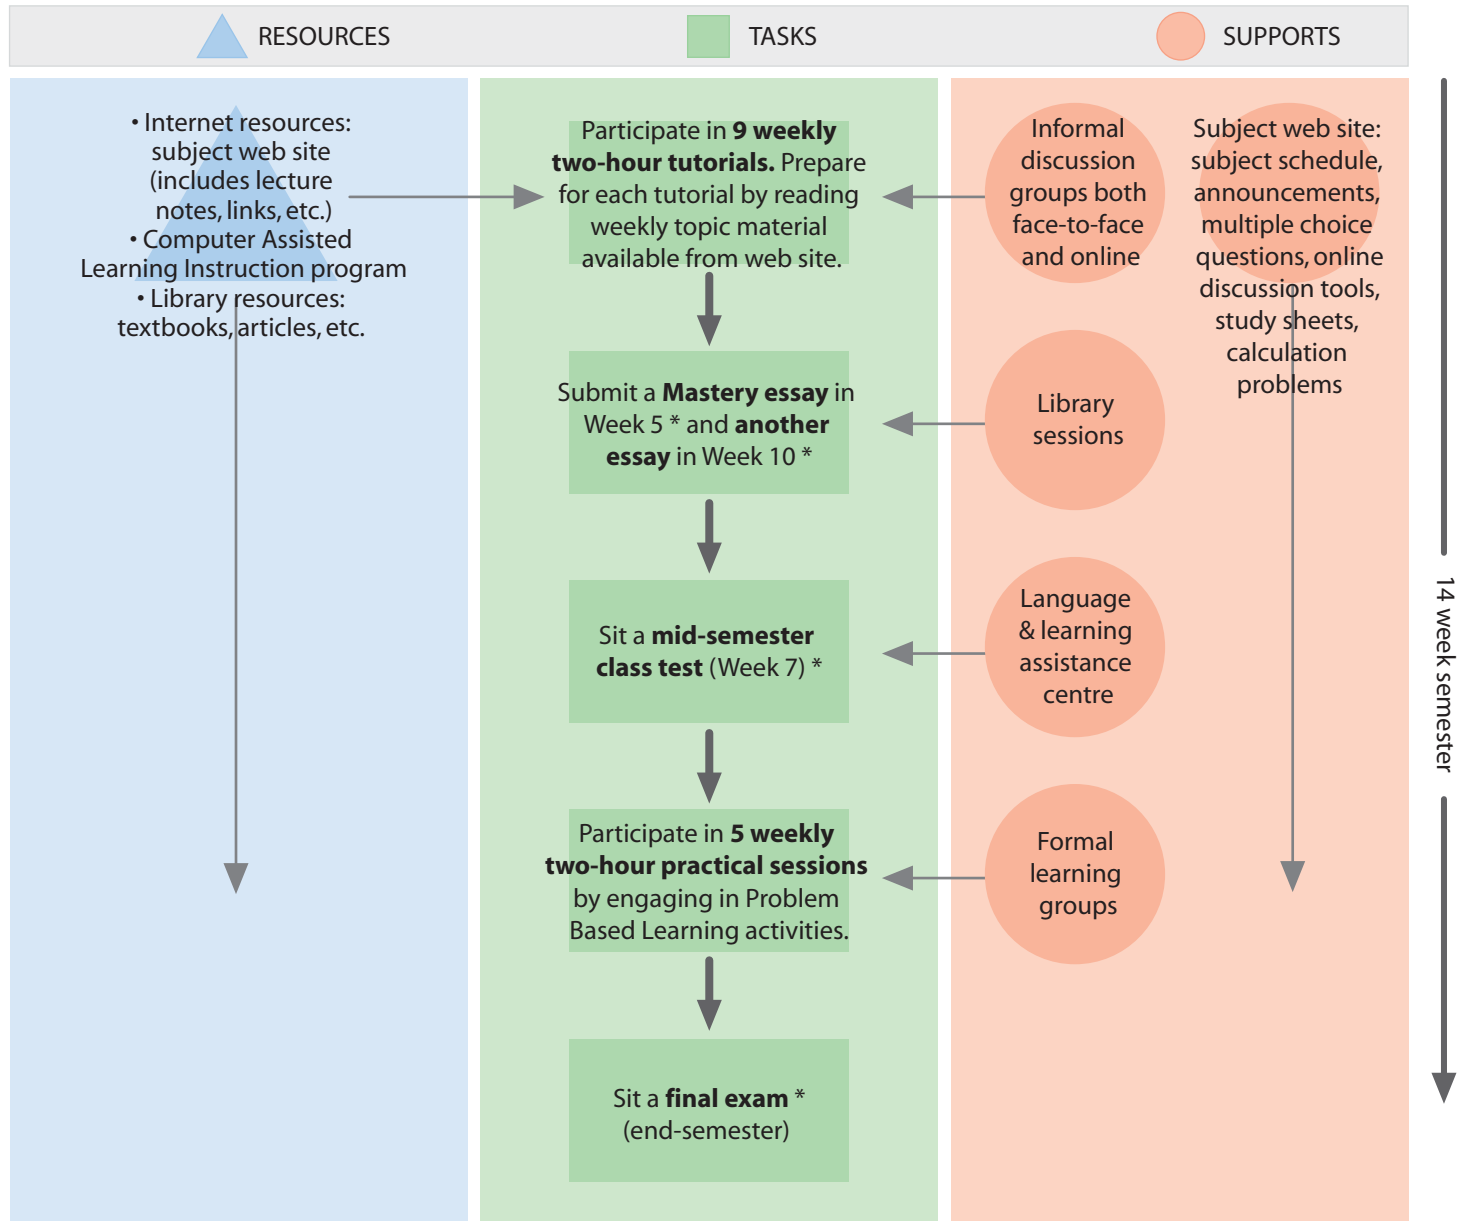 RESOURCES
TASKS
SUPPORTS
• Internet resources:
subject web site
(includes lecture
notes, links, etc.)
• Computer Assisted
Learning Instruction program
• Library resources:
textbooks, articles, etc.
Participate in 9 weekly
two-hour tutorials. Prepare
for each tutorial by reading
weekly topic material
available from web site.
Submit a Mastery essay in
Week 5 * and another
essay in Week 10 *
Sit a mid-semester
class test (Week 7) *
Participate in 5 weekly
two-hour practical sessions
by engaging in Problem
Based Learning activities.
Sit a final exam *
(end-semester)
Informal
discussion
groups both
face-to-face
and online
Library
sessions
Language
& learning
assistance
centre
Formal
learning
groups
Subject web site:
subject schedule,
announcements,
multiple choice
questions, online
discussion tools,
study sheets,
calculation
problems
14 week semester